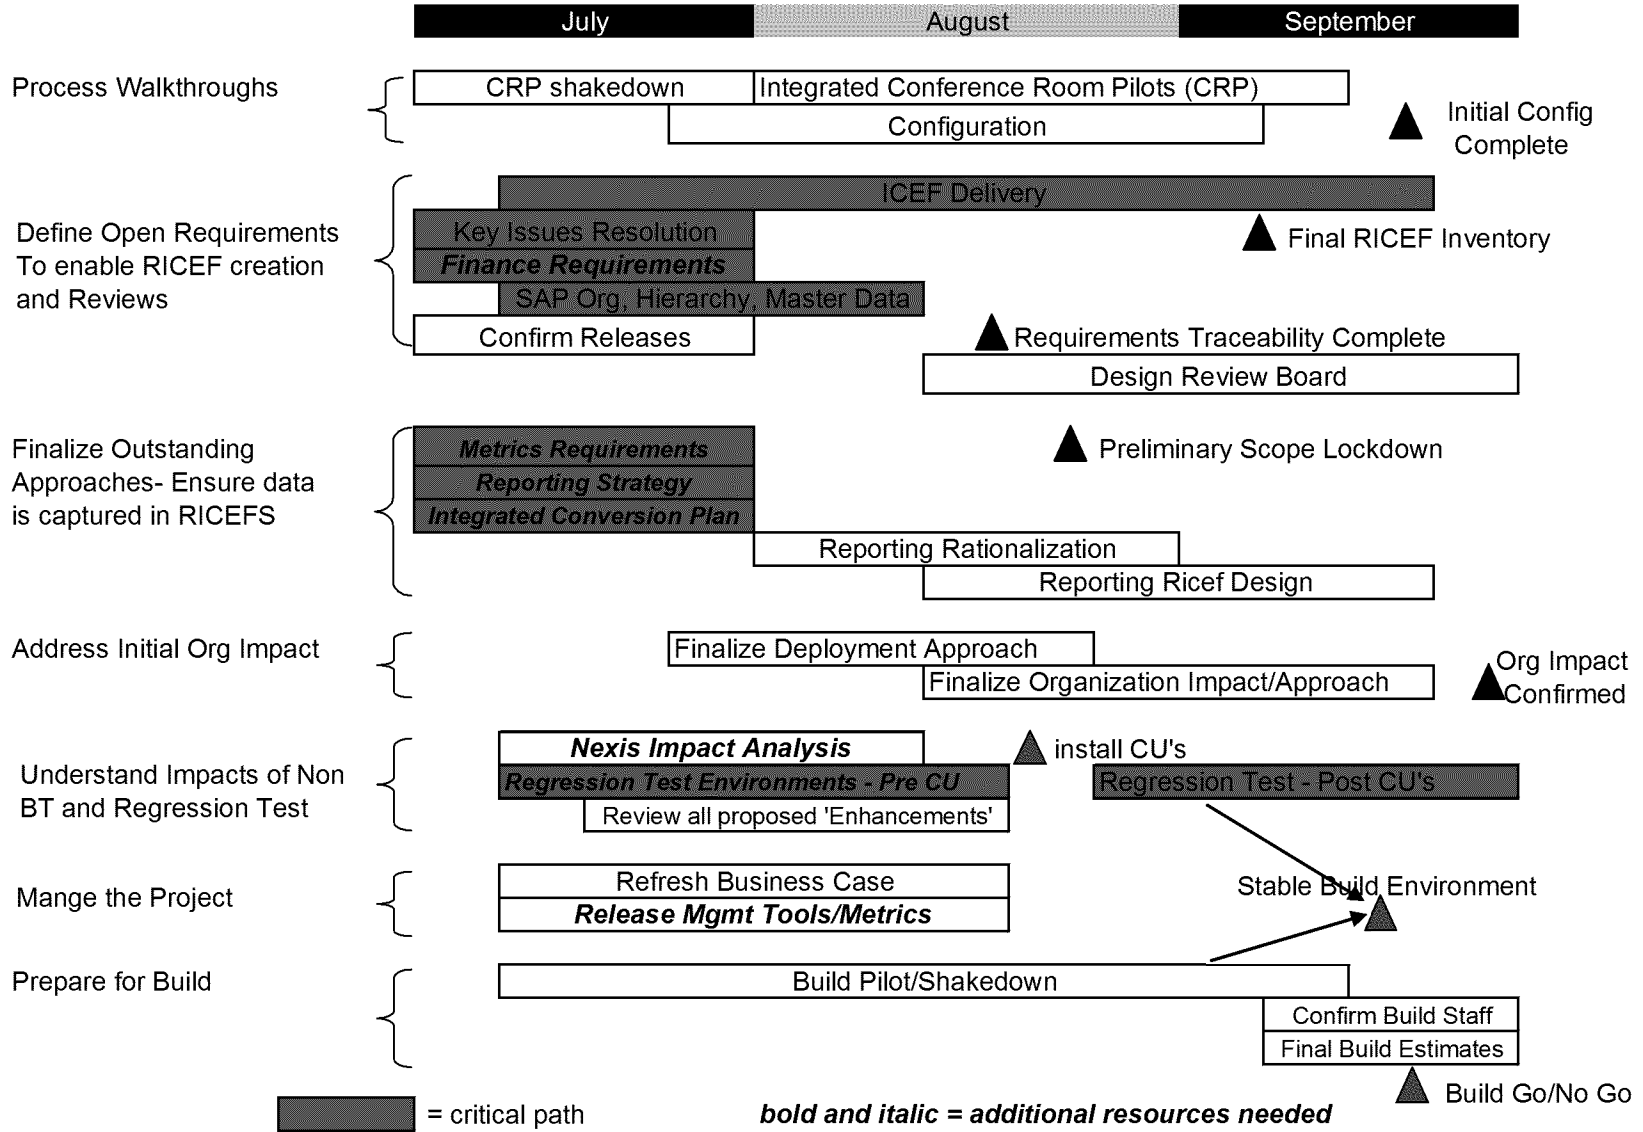 July
August
September
Process Walkthroughs
CRP shakedown
Integrated Conference Room Pilots (CRP)
Configuration
Initial Config
Complete
ICEF Delivery
Define Open Requirements
To enable RICEF creation
and Reviews
Key Issues Resolution
Final RICEF Inventory
Finance Requirements
SAP Org, Hierarchy, Master Data
Confirm Releases
Requirements Traceability Complete
Design Review Board
Finalize Outstanding
Approaches- Ensure data
is captured in RICEFS
Metrics Requirements
Preliminary Scope Lockdown
Reporting Strategy
Integrated Conversion Plan
Reporting Rationalization
Reporting Ricef Design
Address Initial Org Impact
Finalize Deployment Approach
Finalize Organization Impact/Approach
Org Impact
Confirmed
Understand Impacts of Non
BT and Regression Test
Nexis Impact Analysis
install CU's
Regression Test Environments - Pre CU
Regression Test - Post CU's
Review all proposed 'Enhancements'
Mange the Project
Refresh Business Case
Release Mgmt Tools/Metrics
Stable Build Environment
Prepare for Build
Build Pilot/Shakedown
Confirm Build Staff
Final Build Estimates
Build Go/No Go
= critical path
bold and italic = additional resources needed